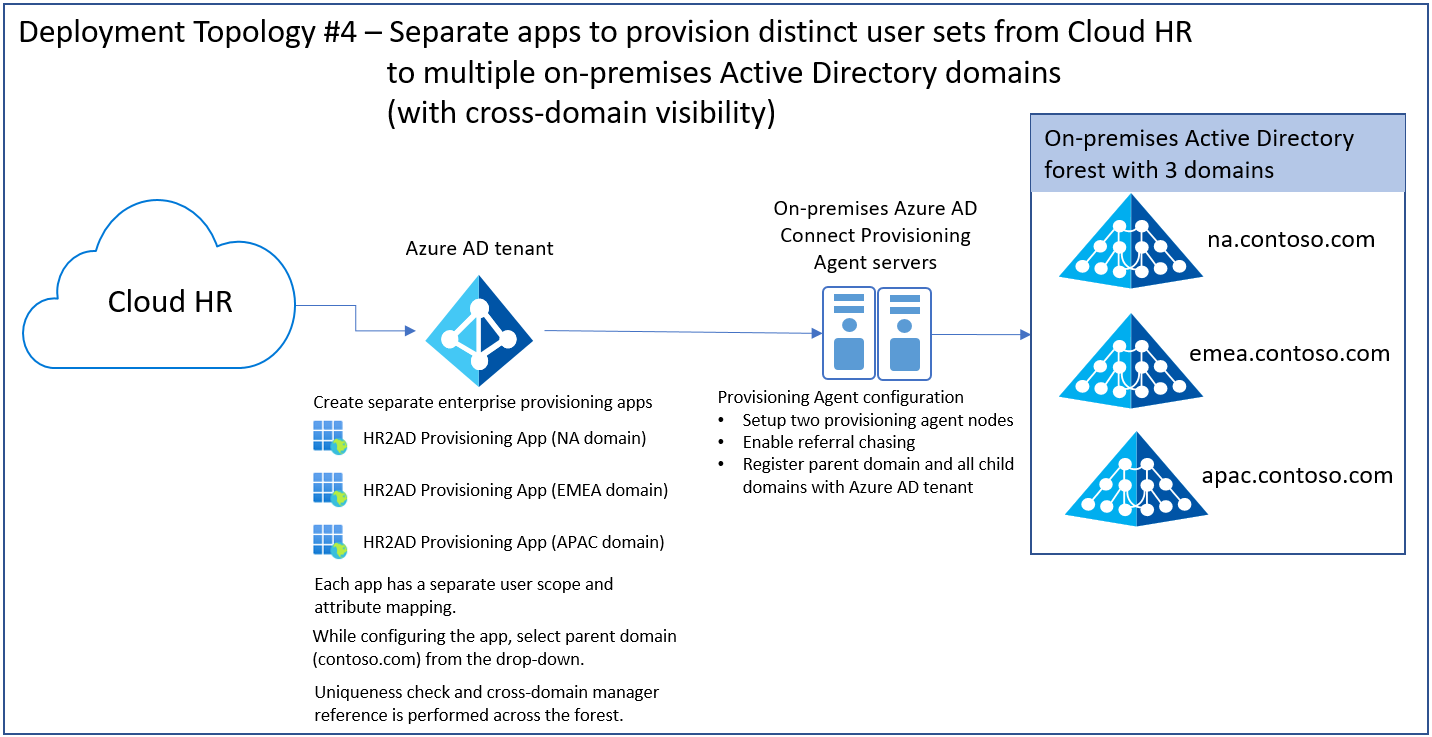 Deployment Topology #4 – Separate apps to provision distinct user sets from Cloud HR
to multiple on-premises Active Directory domains
(with cross-domain visibility)
On-premises Active Directory
forest with 3 domains
na.contoso.com
emea.contoso.com
apac.contoso.com
Cloud HR
Azure AD tenant
On-premises Azure AD
Connect Provisioning
Agent servers
Create separate enterprise provisioning apps
HR2AD Provisioning App (NA domain)
HR2AD Provisioning App (EMEA domain)
HR2AD Provisioning App (APAC domain)
Each app has a separate user scope and
attribute mapping.
While configuring the app, select parent domain
(contoso.com) from the drop-down.
Uniqueness check and cross-domain manager
reference is performed across the forest.
Provisioning Agent configuration
• Setup two provisioning agent nodes
• Enable referral chasing
• Register parent domain and all child
domains with Azure AD tenant